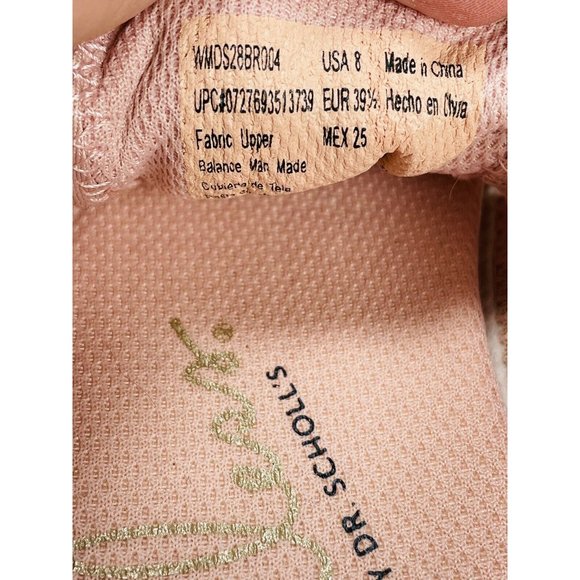 WMDS28BR004 USA 8 Made in China
UPC#0727693513739 EUR 39½ Hecho en China
Fabric Upper MEX 25
Balance Man Made
Cubierta de Tela
DR. SCHOLL'S